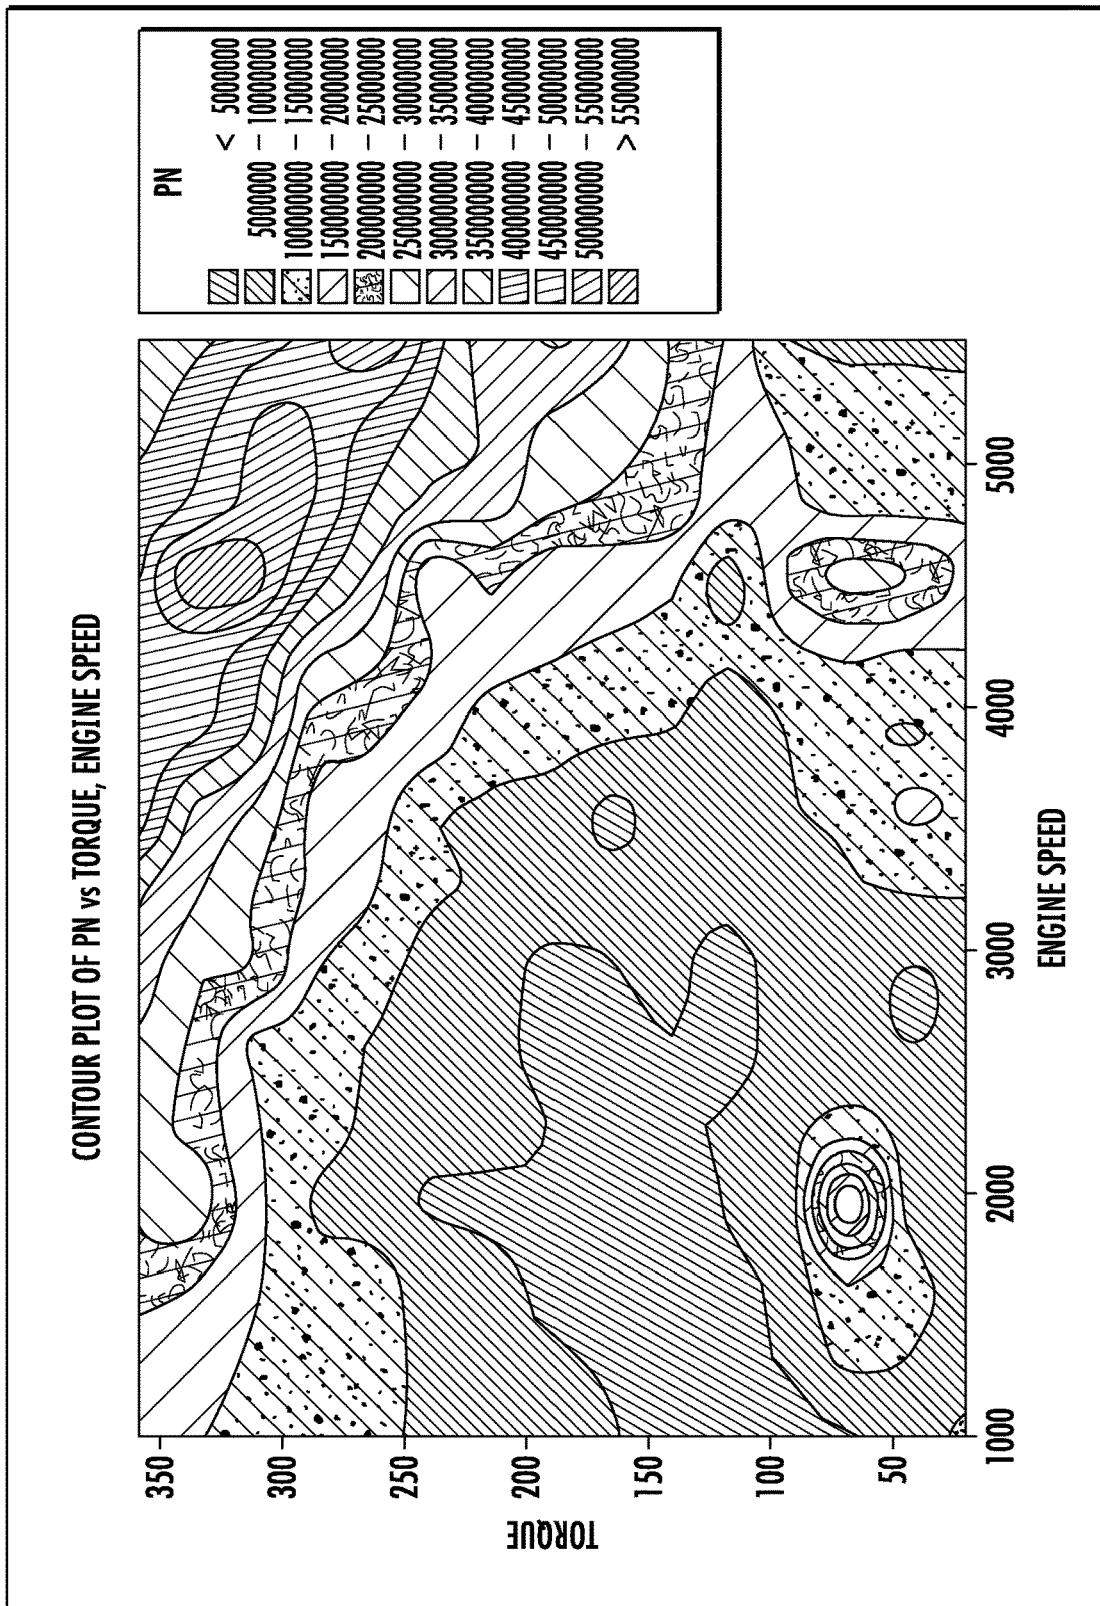 CONTOUR PLOT OF PN vs TORQUE, ENGINE SPEED
TORQUE
350
300
250
200
150
100
50
1000
2000
3000
4000
5000
ENGINE SPEED
PN
< 5000000
5000000 – 10000000
10000000 – 15000000
15000000 – 20000000
20000000 – 25000000
25000000 – 30000000
30000000 – 35000000
35000000 – 40000000
40000000 – 45000000
45000000 – 50000000
50000000 – 55000000
> 55000000